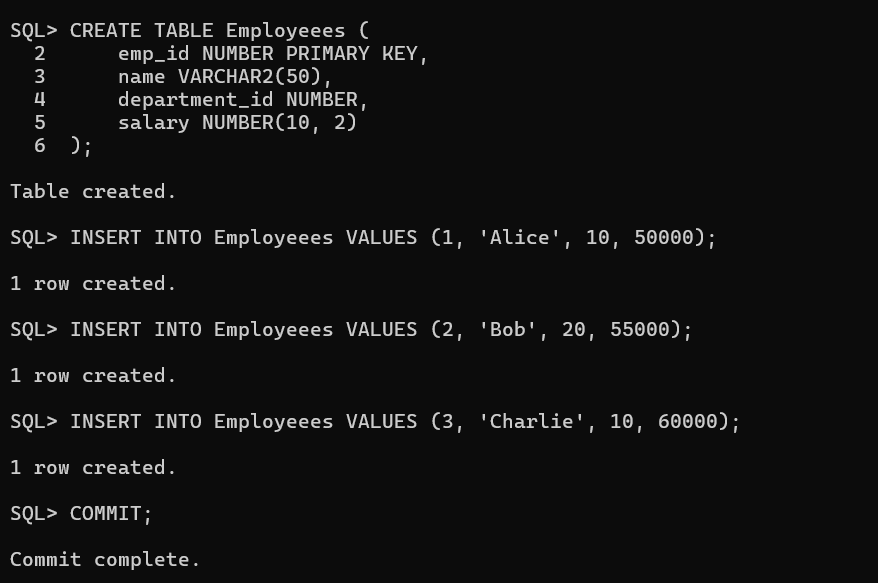 SQL> CREATE TABLE Employeees (
  2      emp_id NUMBER PRIMARY KEY,
  3      name VARCHAR2(50),
  4      department_id NUMBER,
  5      salary NUMBER(10, 2)
  6  );
Table created.
SQL> INSERT INTO Employeees VALUES (1, 'Alice', 10, 50000);
1 row created.
SQL> INSERT INTO Employeees VALUES (2, 'Bob', 20, 55000);
1 row created.
SQL> INSERT INTO Employeees VALUES (3, 'Charlie', 10, 60000);
1 row created.
SQL> COMMIT;
Commit complete.